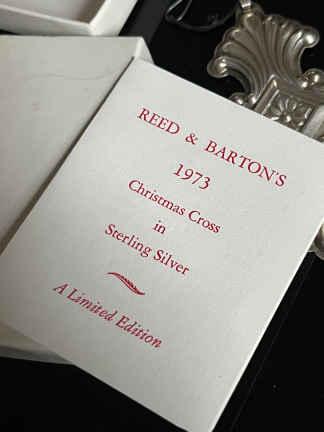 REED & BARTON'S
1973
Christmas Cross
in
Sterling Silver
A Limited Edition